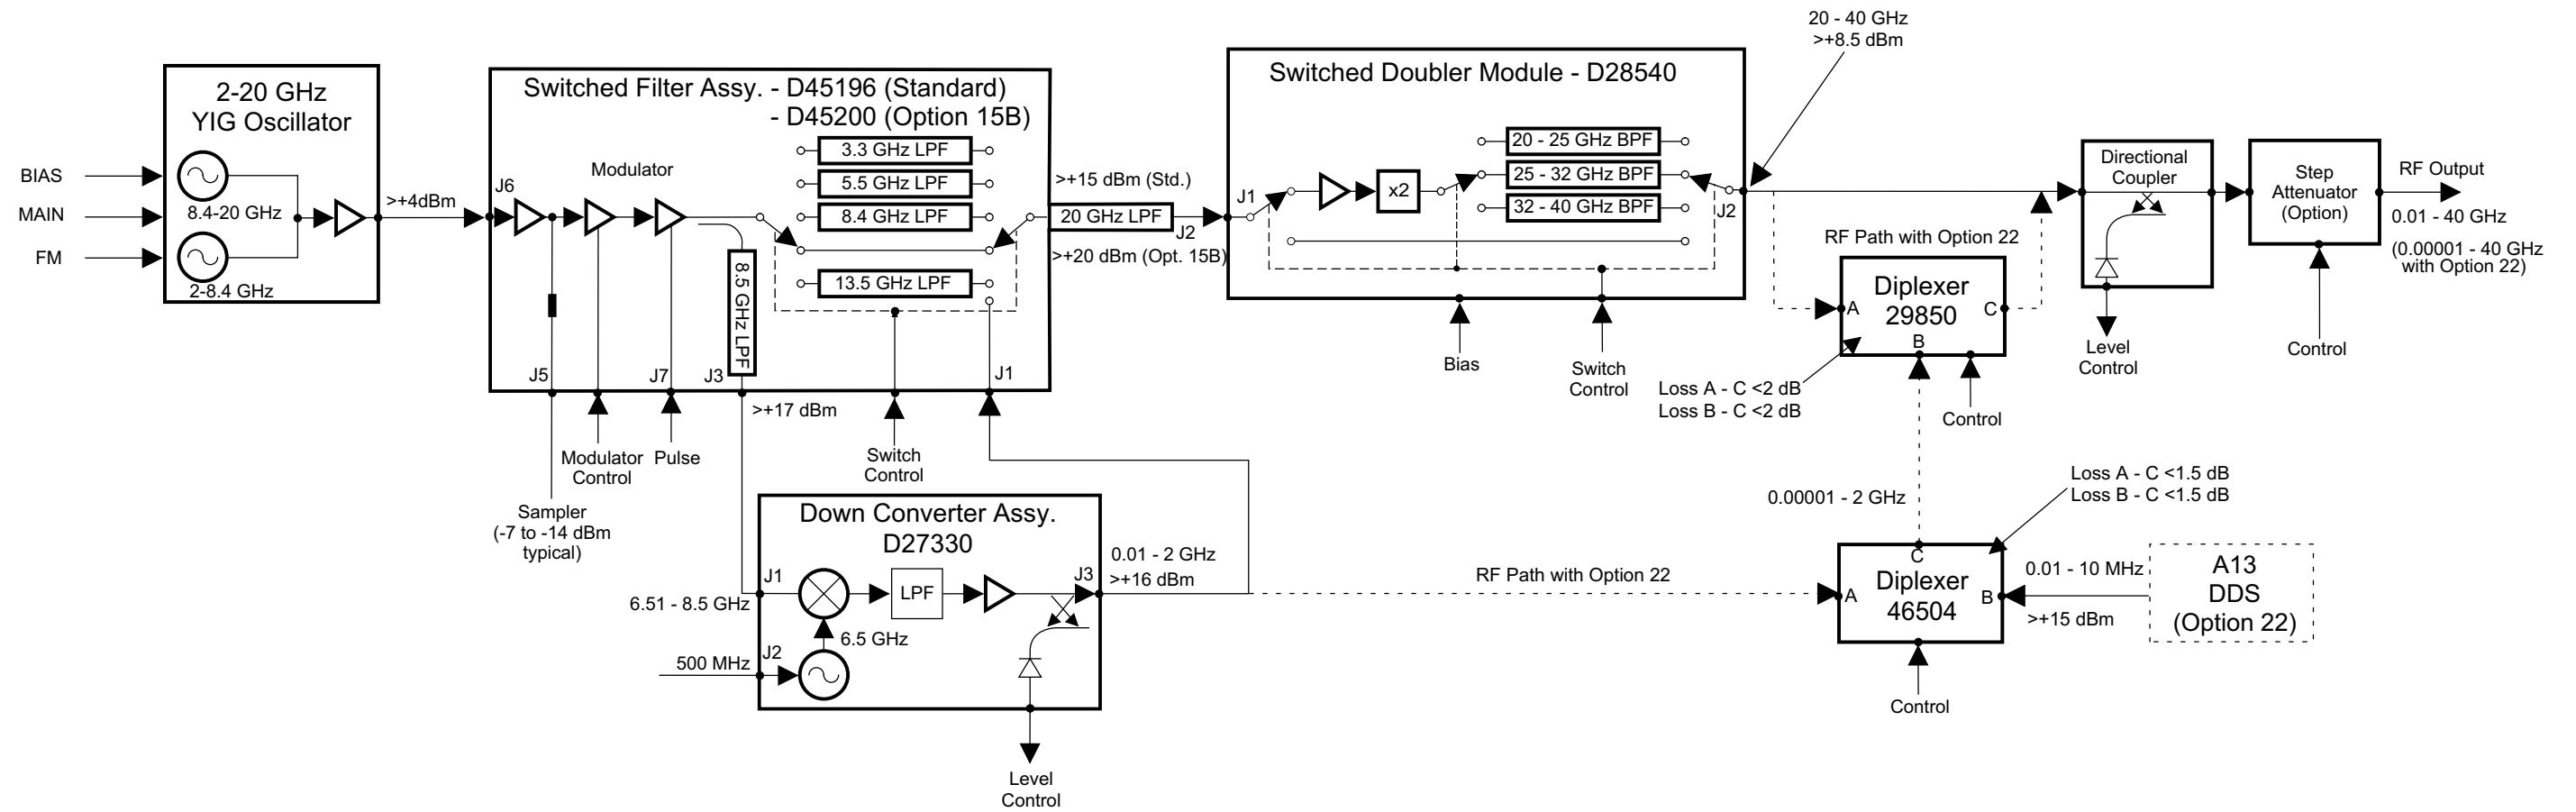 2-20 GHz
YIG Oscillator
BIAS
MAIN
FM
8.4-20 GHz
2-8.4 GHz
>+4dBm
Switched Filter Assy. - D45196 (Standard)
- D45200 (Option 15B)
J6
Modulator
3.3 GHz LPF
5.5 GHz LPF
8.4 GHz LPF
13.5 GHz LPF
8.5 GHz LPF
J5
J7
J3
J1
>+15 dBm (Std.)
20 GHz LPF
J2
>+20 dBm (Opt. 15B)
>+17 dBm
Modulator
Control
Pulse
Switch
Control
Sampler
(-7 to -14 dBm
typical)
Down Converter Assy.
D27330
J1
6.51 - 8.5 GHz
LPF
J3
6.5 GHz
500 MHz
J2
0.01 - 2 GHz
>+16 dBm
Level
Control
Switched Doubler Module - D28540
J1
x2
20 - 25 GHz BPF
25 - 32 GHz BPF
32 - 40 GHz BPF
J2
Bias
Switch
Control
20 - 40 GHz
>+8.5 dBm
RF Path with Option 22
Diplexer
29850
A
B
C
Loss A - C <2 dB
Loss B - C <2 dB
Control
Directional
Coupler
Level
Control
Step
Attenuator
(Option)
Control
RF Output
0.01 - 40 GHz
(0.00001 - 40 GHz
with Option 22)
0.00001 - 2 GHz
Loss A - C <1.5 dB
Loss B - C <1.5 dB
RF Path with Option 22
C
Diplexer
46504
A
B
Control
0.01 - 10 MHz
>+15 dBm
A13
DDS
(Option 22)